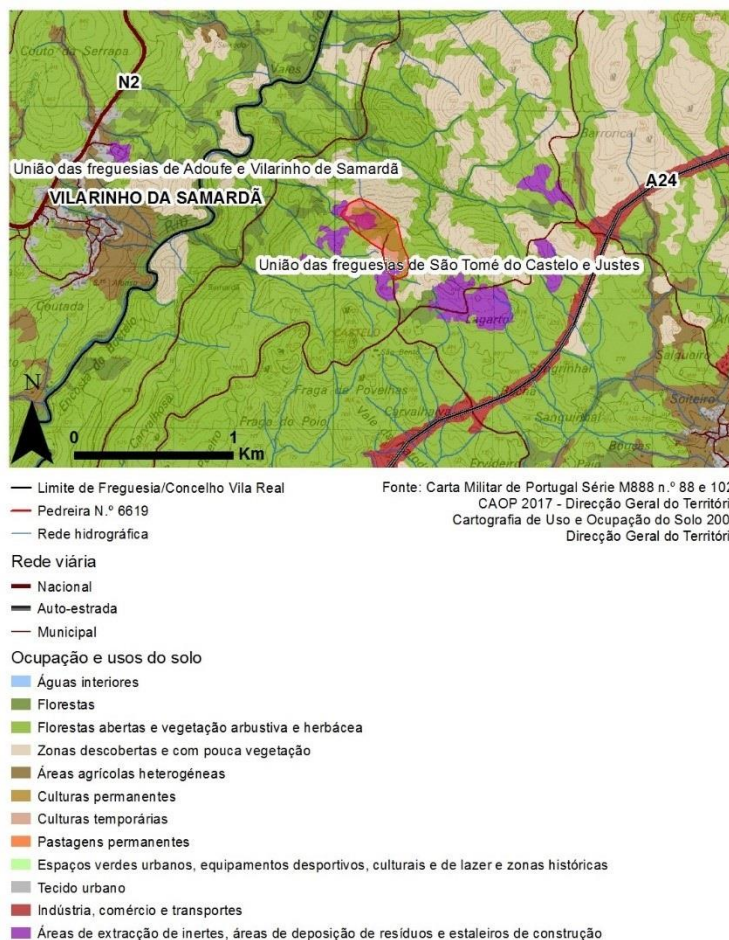 Couto da Serrapa
Vales
N2
Barroncal
A24
União das freguesias de Adoufe e Vilarinho de Samardã
VILARINHO DA SAMARDÃ
União das freguesias de São Tomé do Castelo e Justes
Coutada
CASTELO
Sangrinhal
Salgueiro
Fraga de Povelhas
Fraga do Poio
Carvalhalva
Sanguinhal
Soiteiro
Ervideiro
N
0 1
Km
Limite de Freguesia/Concelho Vila Real
Pedreira N.º 6619
Rede hidrográfica
Fonte: Carta Militar de Portugal Série M888 n.º 88 e 102
CAOP 2017 - Direcção Geral do Territóri
Cartografia de Uso e Ocupação do Solo 200
Direcção Geral do Territóri
Rede viária
Nacional
Auto-estrada
Municipal
Ocupação e usos do solo
Águas interiores
Florestas
Florestas abertas e vegetação arbustiva e herbácea
Zonas descobertas e com pouca vegetação
Áreas agrícolas heterogéneas
Culturas permanentes
Culturas temporárias
Pastagens permanentes
Espaços verdes urbanos, equipamentos desportivos, culturais e de lazer e zonas históricas
Tecido urbano
Indústria, comércio e transportes
Áreas de extracção de inertes, áreas de deposição de resíduos e estaleiros de construção